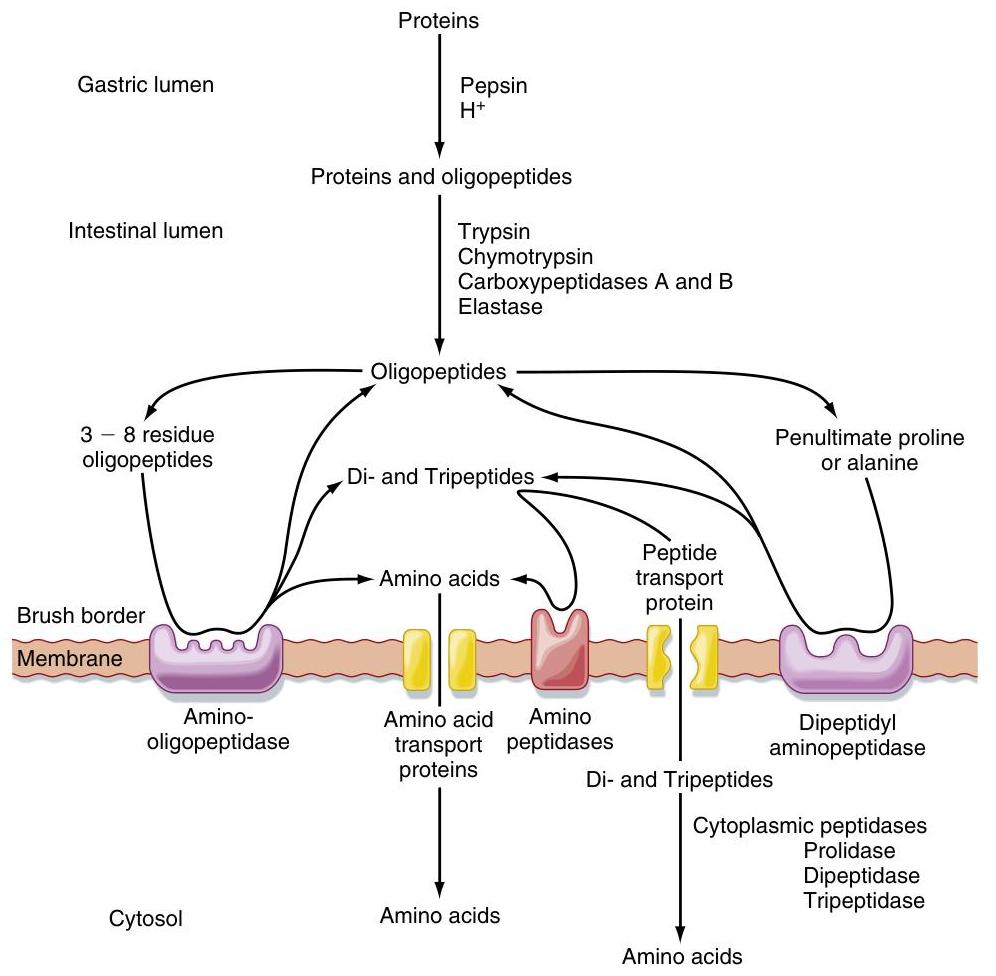 Proteins
Gastric lumen
Pepsin
H+
Proteins and oligopeptides
Intestinal lumen
Trypsin
Chymotrypsin
Carboxypeptidases A and B
Elastase
Oligopeptides
3 – 8 residue
oligopeptides
Penultimate proline
or alanine
Di- and Tripeptides
Peptide
transport
protein
Amino acids
Brush border
Membrane
Amino-
oligopeptidase
Amino acid
transport
proteins
Amino
peptidases
Dipeptidyl
aminopeptidase
Di- and Tripeptides
Cytoplasmic peptidases
Prolidase
Dipeptidase
Tripeptidase
Cytosol
Amino acids
Amino acids